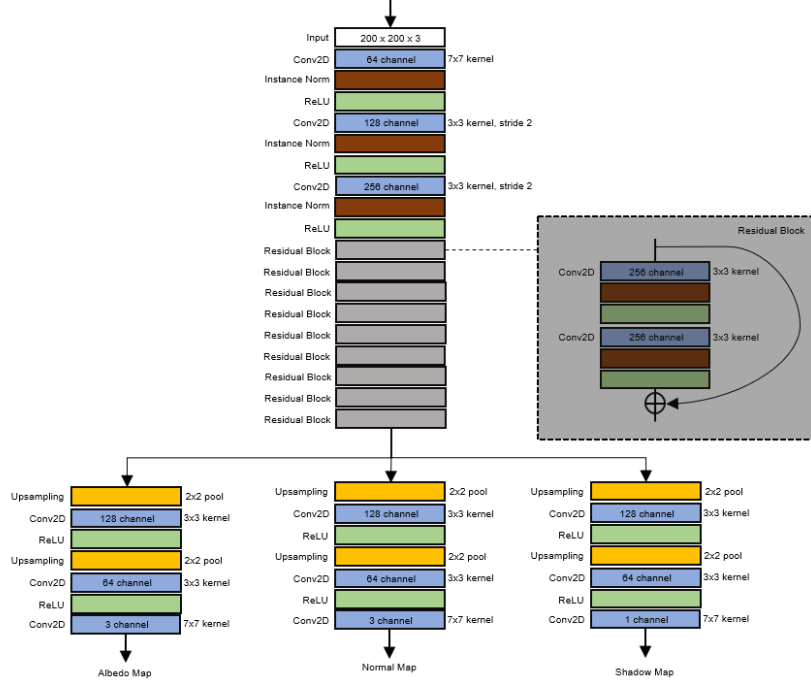 Input 200 x 200 x 3
Conv2D 64 channel 7x7 kernel
Instance Norm
ReLU
Conv2D 128 channel 3x3 kernel, stride 2
Instance Norm
ReLU
Conv2D 256 channel 3x3 kernel, stride 2
Instance Norm
ReLU
Residual Block
Residual Block
Residual Block
Residual Block
Residual Block
Residual Block
Residual Block
Residual Block
Residual Block
Residual Block
Conv2D 256 channel 3x3 kernel
Conv2D 256 channel 3x3 kernel
Upsampling 2x2 pool
Conv2D 128 channel 3x3 kernel
ReLU
Upsampling 2x2 pool
Conv2D 64 channel 3x3 kernel
ReLU
Conv2D 3 channel 7x7 kernel
Albedo Map
Upsampling 2x2 pool
Conv2D 128 channel 3x3 kernel
ReLU
Upsampling 2x2 pool
Conv2D 64 channel 3x3 kernel
ReLU
Conv2D 3 channel 7x7 kernel
Normal Map
Upsampling 2x2 pool
Conv2D 128 channel 3x3 kernel
ReLU
Upsampling 2x2 pool
Conv2D 64 channel 3x3 kernel
ReLU
Conv2D 1 channel 7x7 kernel
Shadow Map